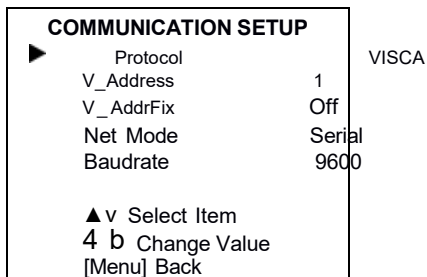 COMMUNICATION SETUP
▶ Protocol VISCA
V_Address 1
V_AddrFix Off
Net Mode Serial
Baudrate 9600
▲v Select Item
4 b Change Value
[Menu] Back